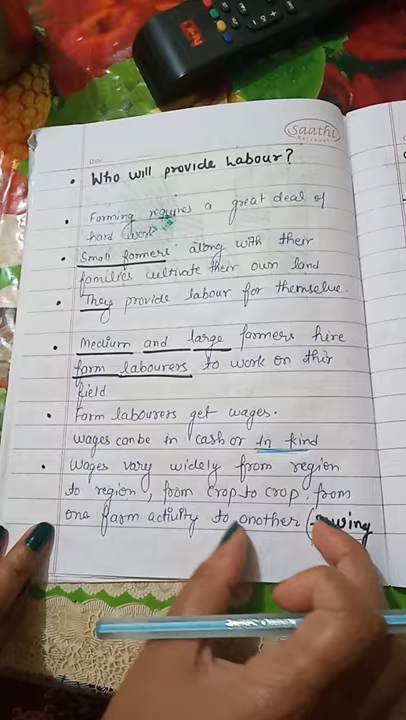 Saathi
Date
• Who will provide Labour?
• Farming requires a great deal of
hard work
• Small farmers along with their
families cultivate their own land
• They provide labour for themselve
• Medium and large farmers hire
farm labourers to work on thir
field
• Farm labourers get wages.
wages can be in cash or in kind
• Wages vary widely from region
to region, from crop to crop, from
one farm activity to another (sowing